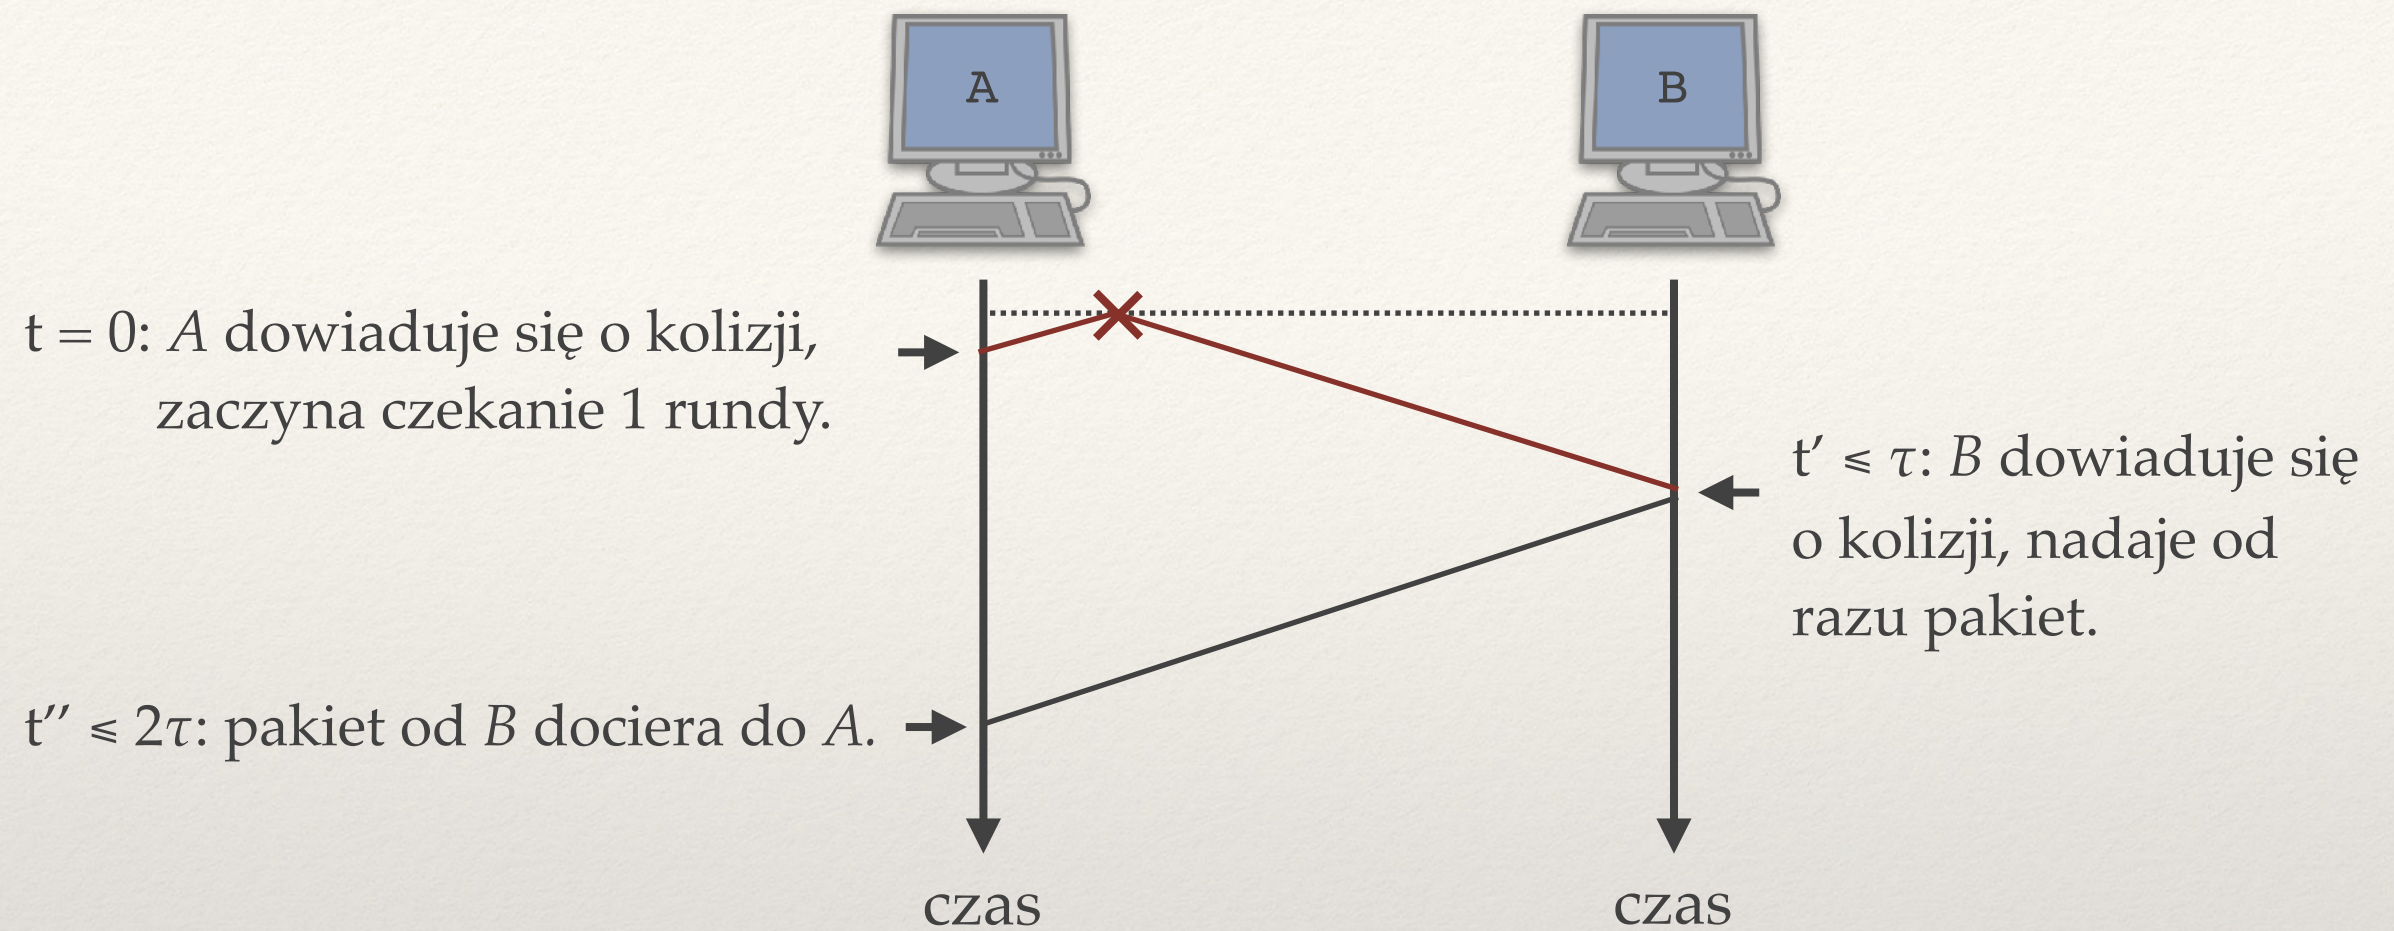 A
B
t = 0: A dowiaduje się o kolizji,
zaczyna czekanie 1 rundy.
t′ ⩽ τ: B dowiaduje się
o kolizji, nadaje od
razu pakiet.
t′′ ⩽ 2τ: pakiet od B dociera do A.
czas
czas